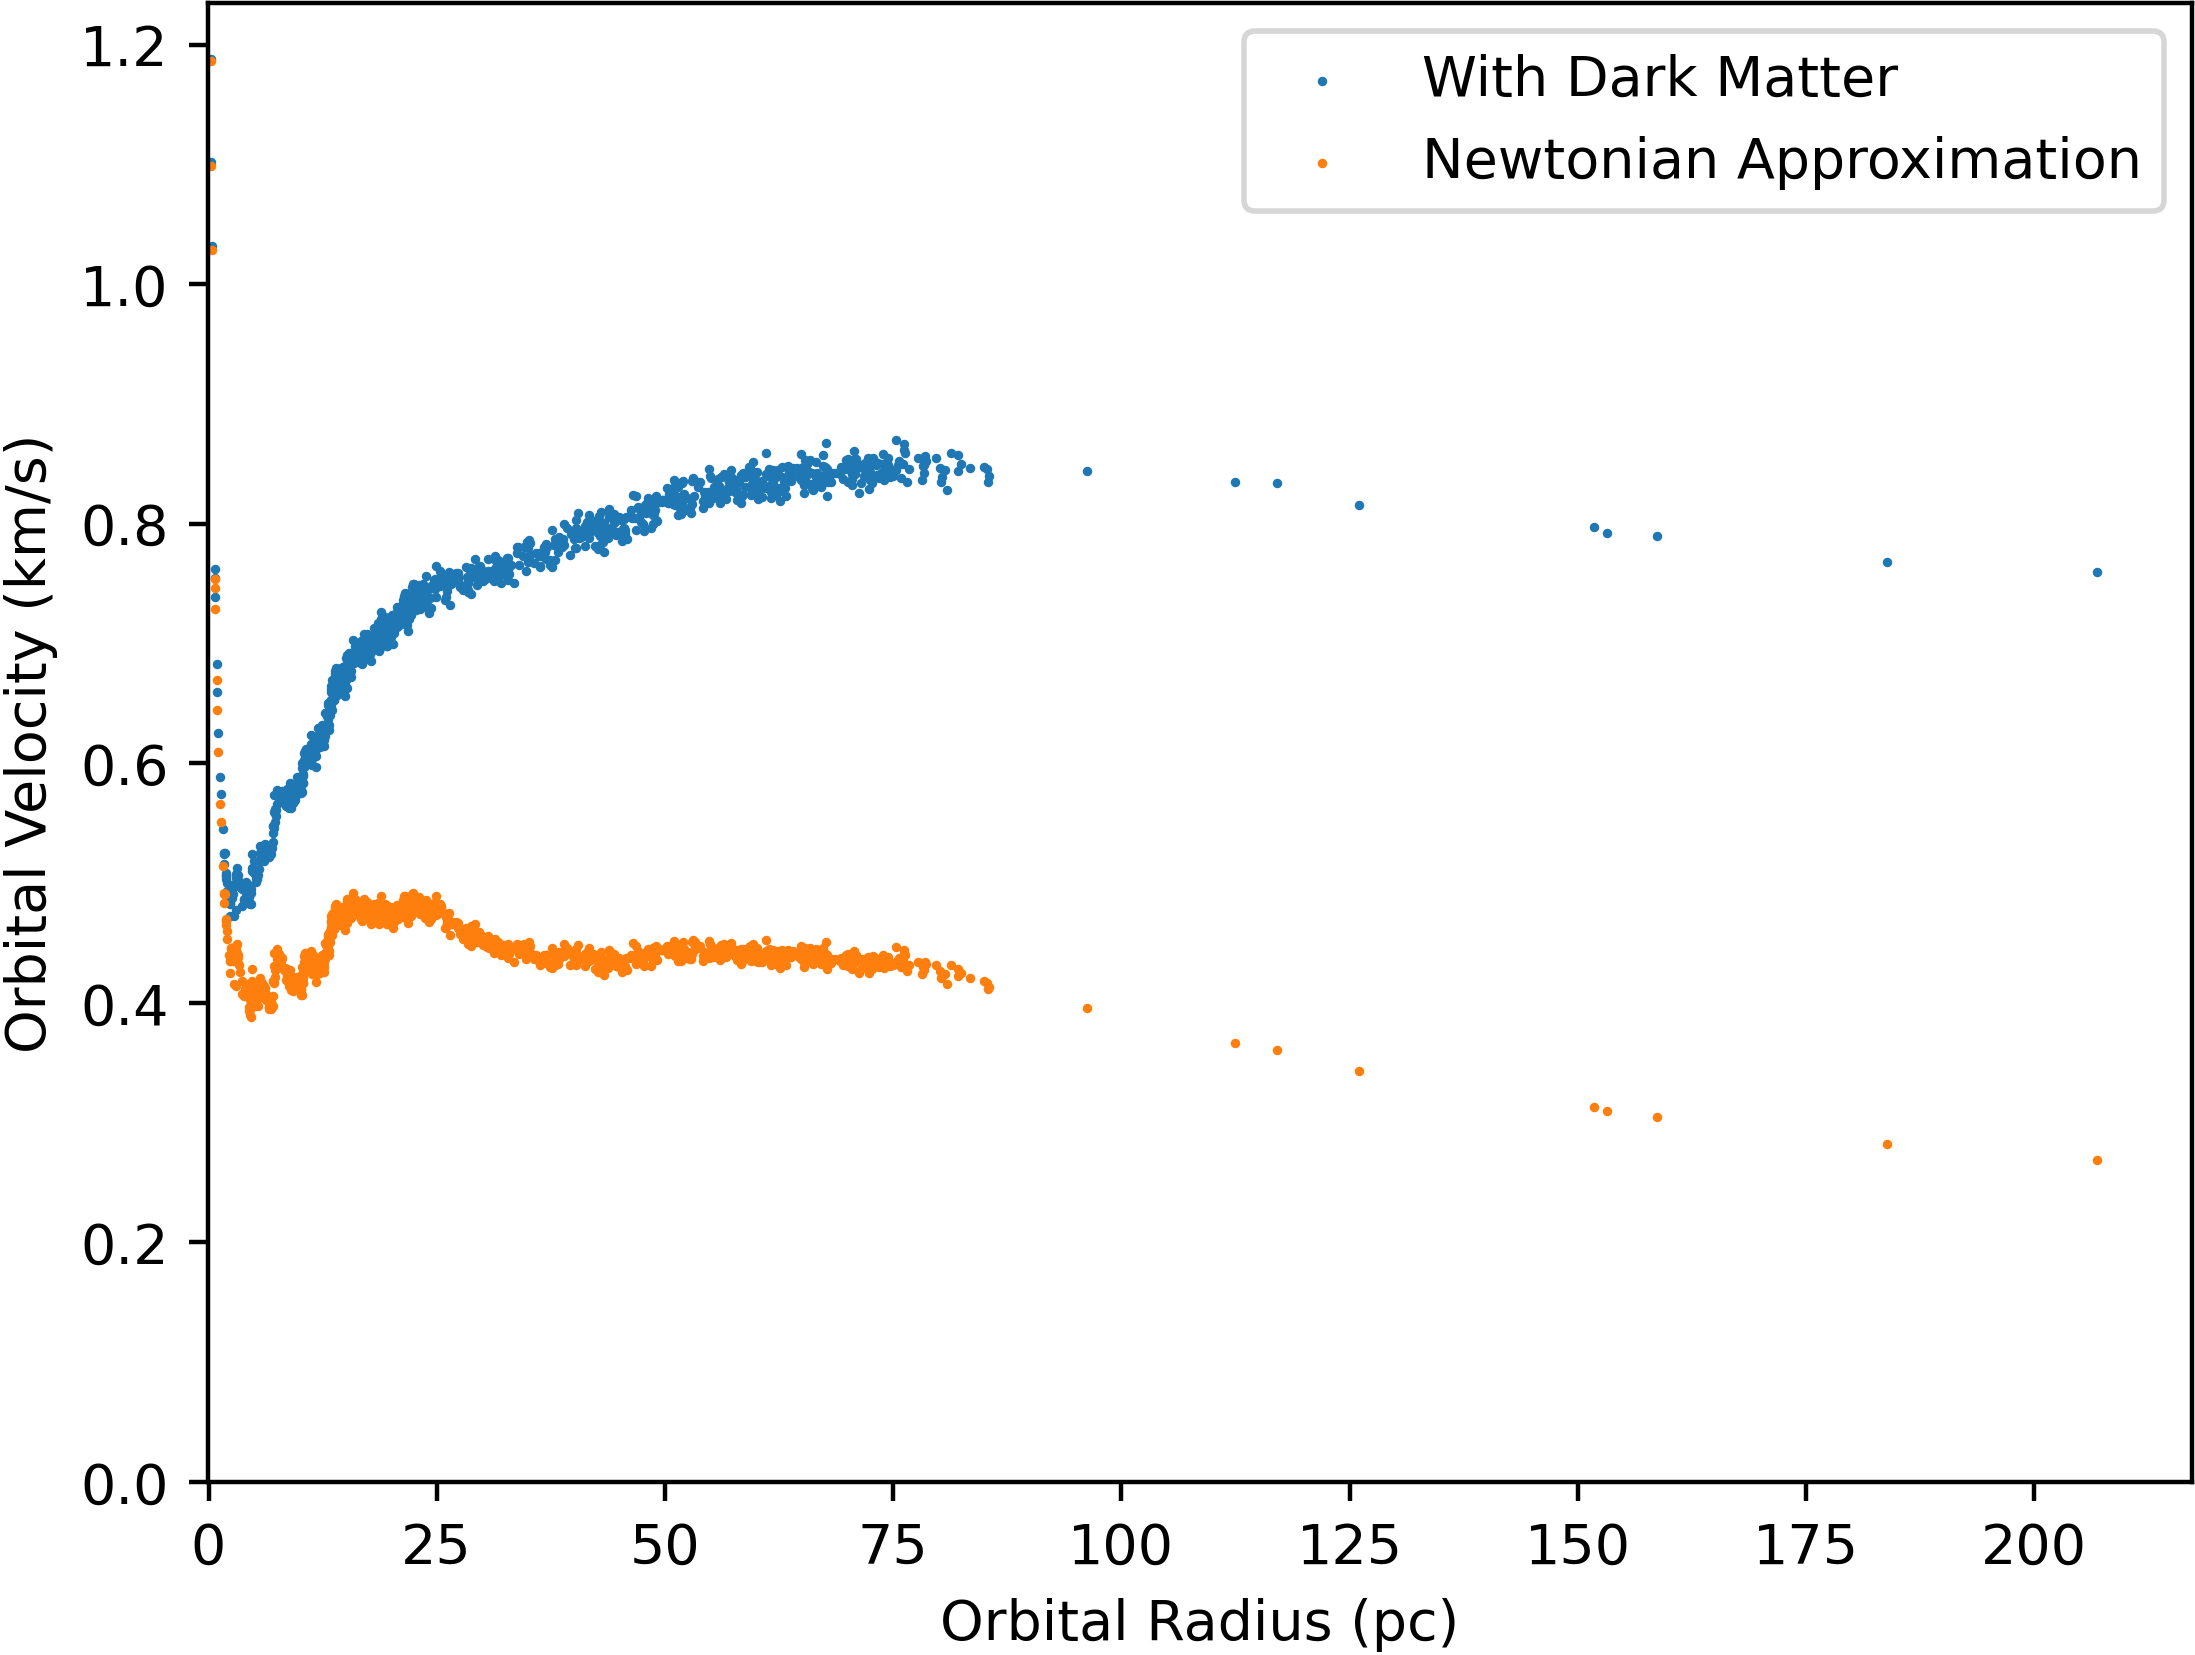 With Dark Matter
Newtonian Approximation
Orbital Velocity (km/s)
1.2
1.0
0.8
0.6
0.4
0.2
0.0
0 25 50 75 100 125 150 175 200
Orbital Radius (pc)